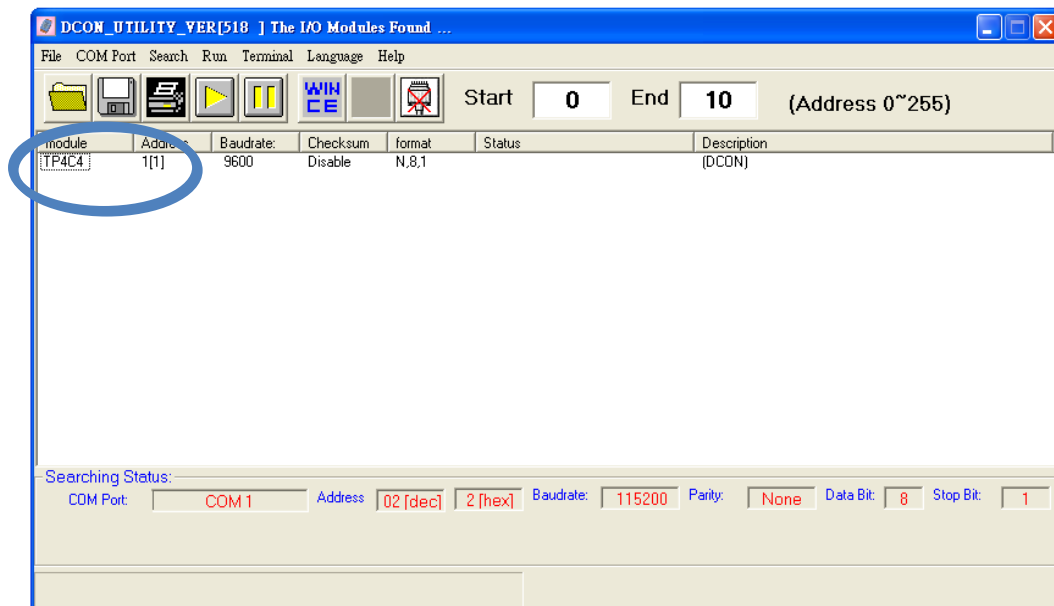 DCON_UTILITY_VER[518 ] The I/O Modules Found ...
File COM Port Search Run Terminal Language Help
WIN CE Start 0 End 10 (Address 0~255)
module Address Baudrate: Checksum format Status Description
TP4C4 1[1] 9600 Disable N,8,1 (DCON)
Searching Status:
COM Port: COM 1 Address 02 [dec] 2 [hex] Baudrate: 115200 Parity: None Data Bit: 8 Stop Bit: 1